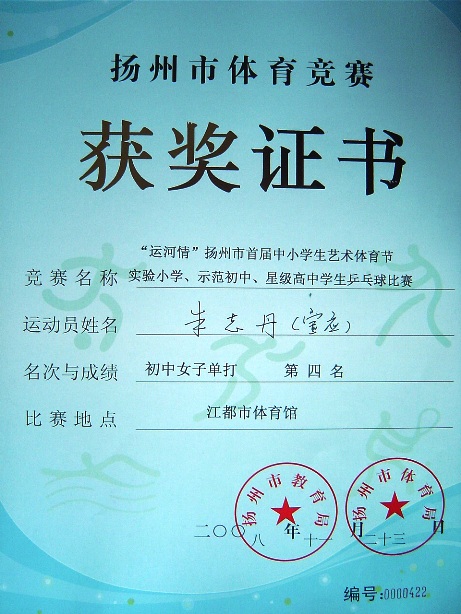 扬州市体育竞赛
获奖证书
“运河情”扬州市首届中小学生艺术体育节
竞赛名称 实验小学、示范初中、星级高中学生乒乓球比赛
运动员姓名 朱志丹(宝应)
名次与成绩 初中女子单打 第四名
比赛地点 江都市体育馆
扬州市教育局
扬州市体育局
二〇〇八年十一月二十三日
编号:0000422